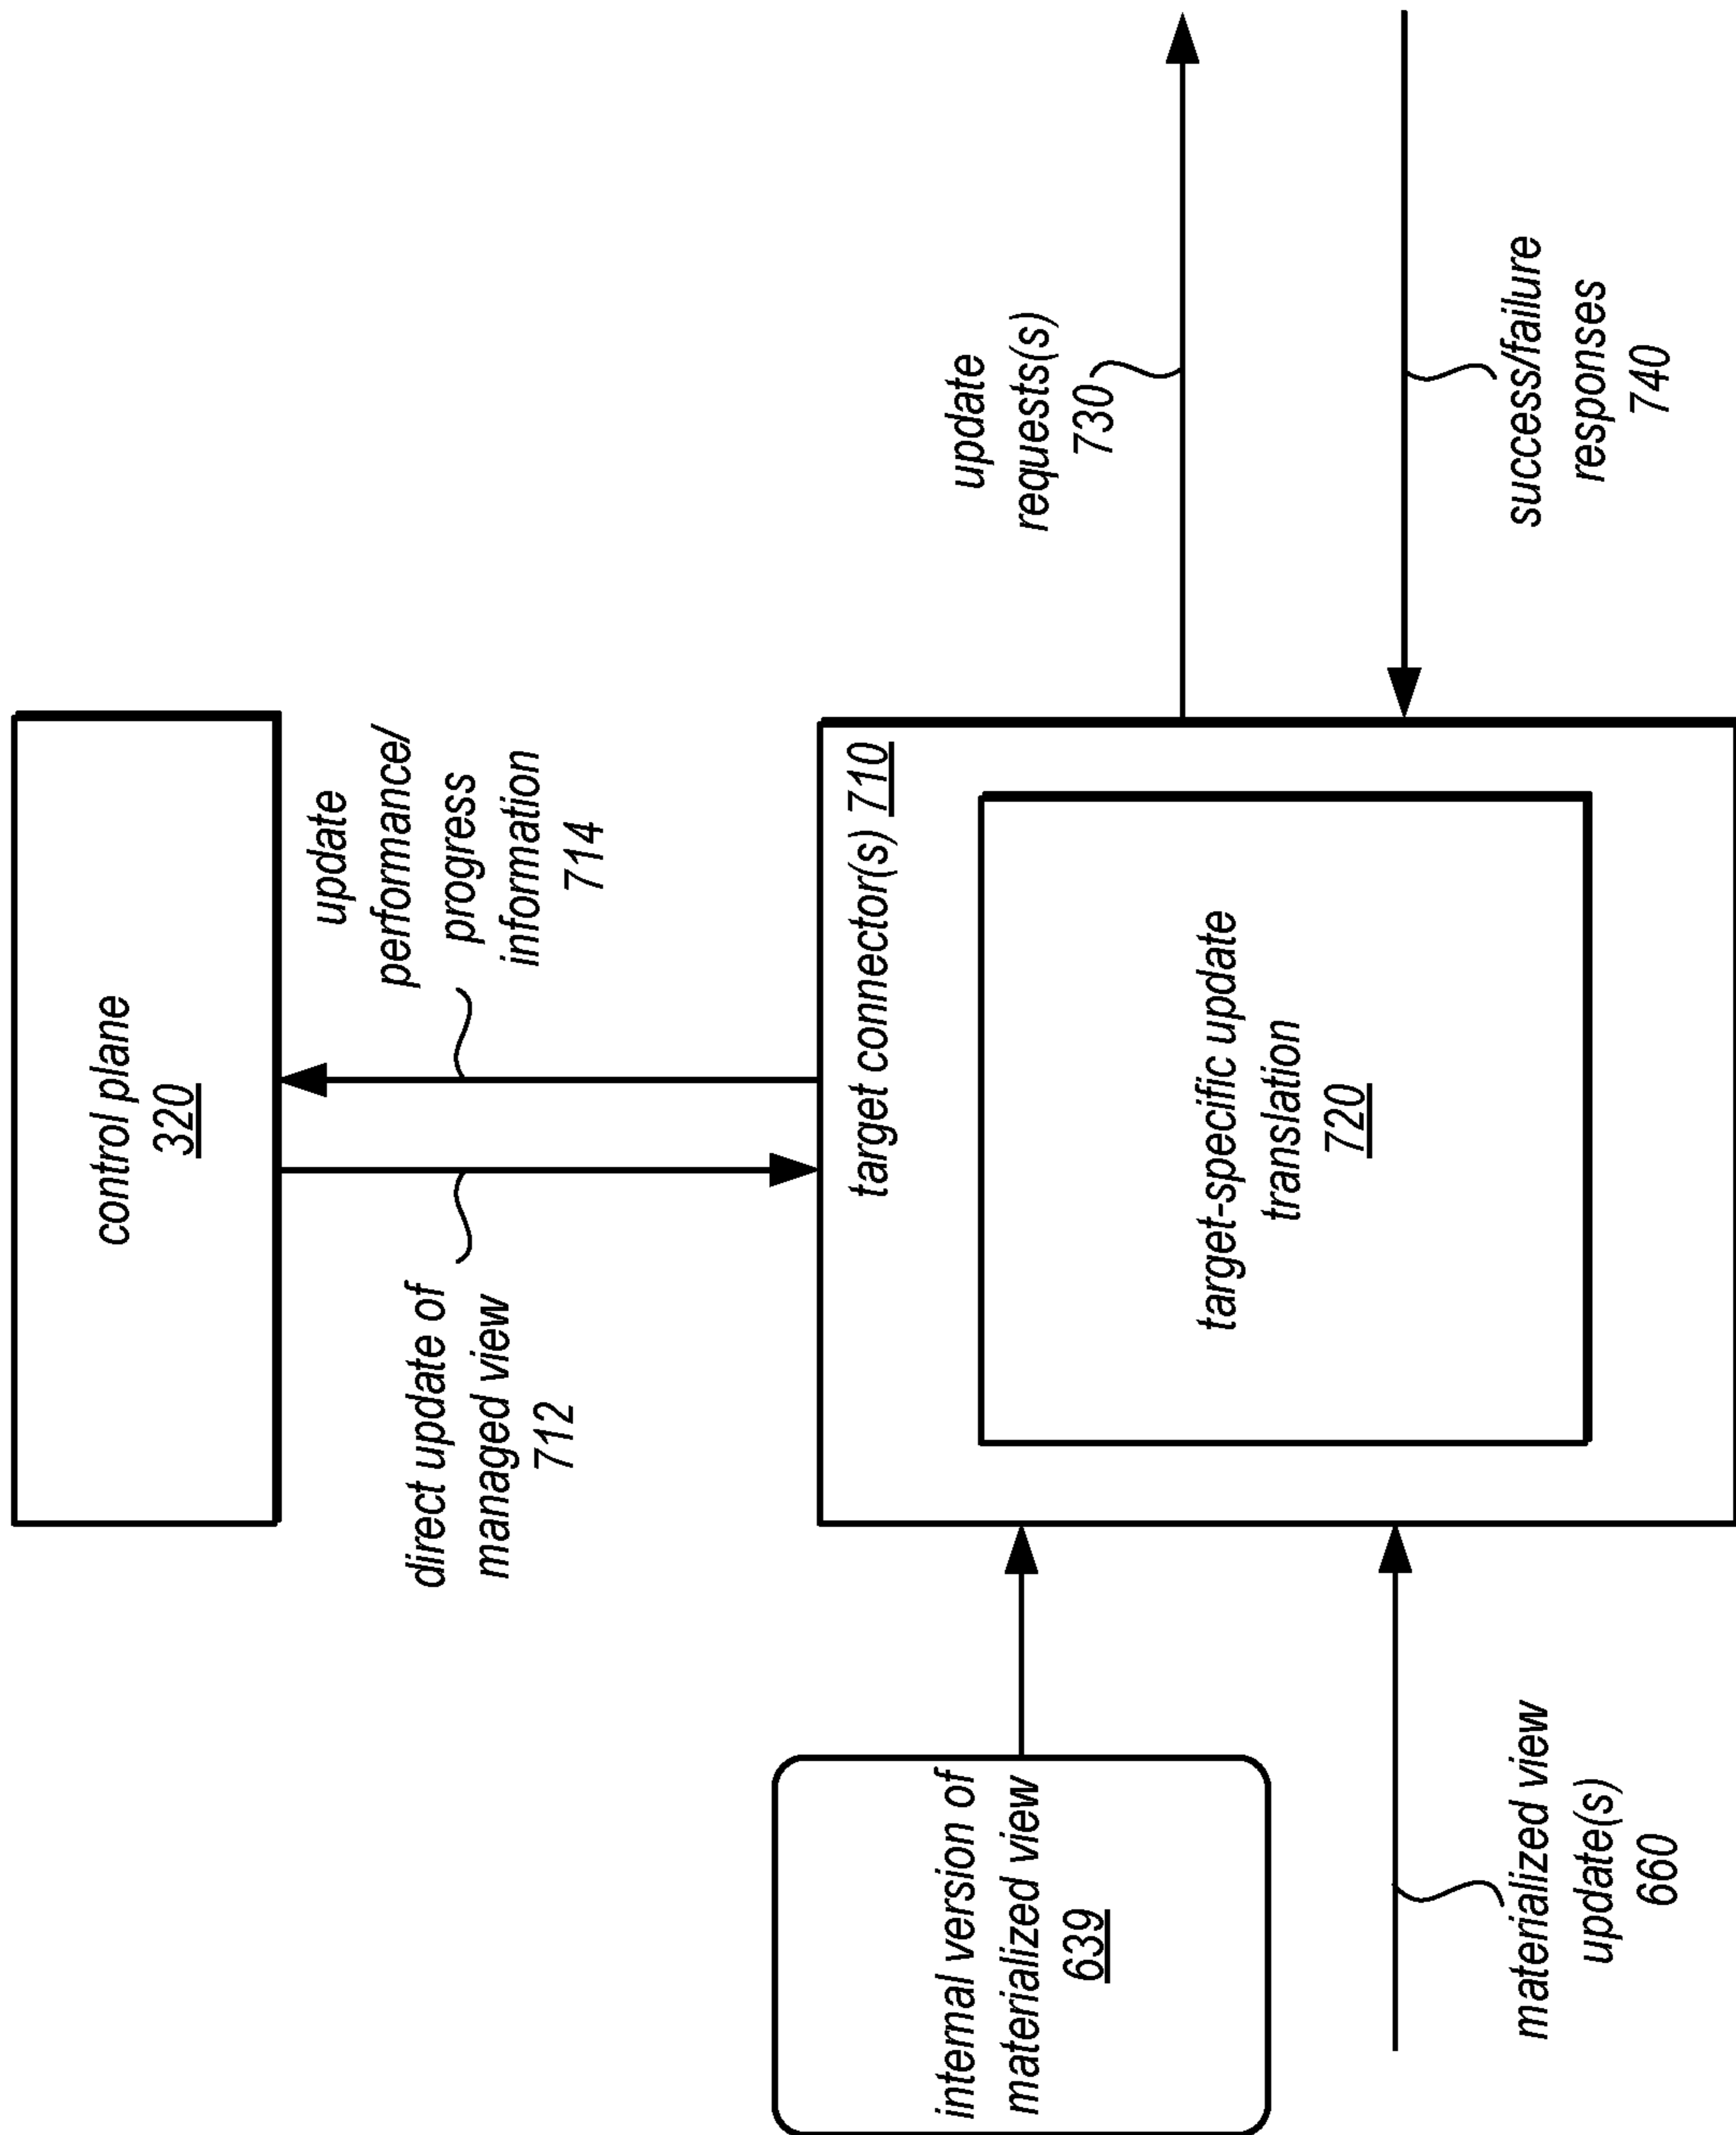 control plane
320
direct update of
managed view
712
update
performance/
progress
information
714
target connector(s) 710
target-specific update
translation
720
internal version of
materialized view
639
materialized view
update(s)
660
update
requests(s)
730
success/failure
responses
740